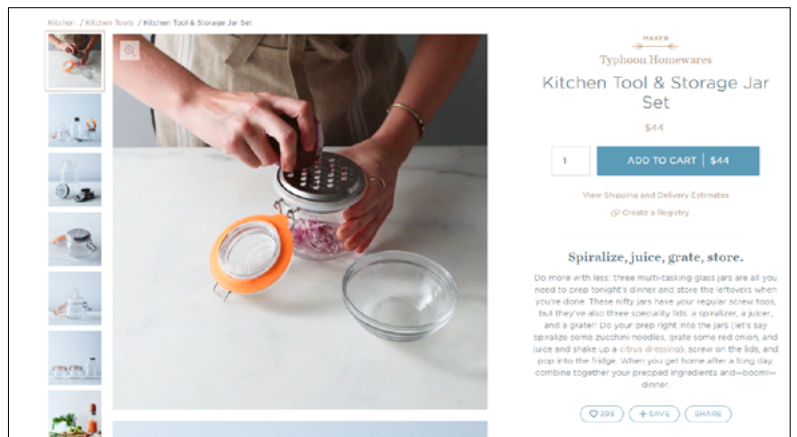 Kitchen / Kitchen Tools / Kitchen Tool & Storage Jar Set
MAKER
Typhoon Homewares
Kitchen Tool & Storage Jar
Set
$44
1
ADD TO CART | $44
View Shipping and Delivery Estimates
Create a Registry
Spiralize, juice, grate, store.
Do more with less: three multi-tasking glass jars are all you
need to prep tonight's dinner and store the leftovers when
you're done. These nifty jars have your regular screw tops,
but they've also three speciality lids: a spiralizer, a juicer,
and a grater! Do your prep right into the jars (let's say
spiralize some zucchini noodles, grate some red onion, and
juice and shake up a citrus dressing), screw on the lids, and
pop into the fridge. When you get home after a long day,
combine together your prepped ingredients and—boom!—
dinner.
393
+ SAVE
SHARE